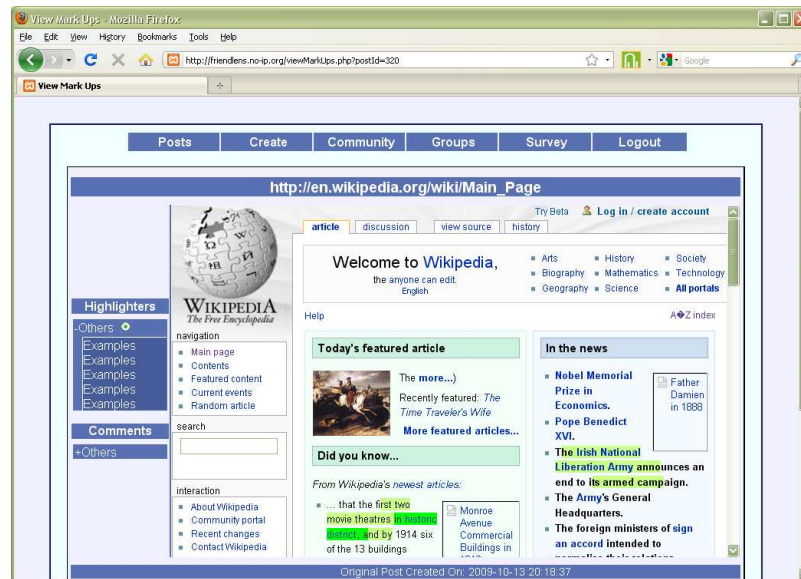 View Mark Ups - Mozilla Firefox
File Edit View History Bookmarks Tools Help
http://friendlens.no-ip.org/viewMarkUps.php?postId=320
Google
View Mark Ups
Posts Create Community Groups Survey Logout
http://en.wikipedia.org/wiki/Main_Page
Highlighters
-Others
Examples
Examples
Examples
Examples
Examples
Comments
+Others
WIKIPEDIA
The Free Encyclopedia
navigation
Main page
Contents
Featured content
Current events
Random article
search
interaction
About Wikipedia
Community portal
Recent changes
Contact Wikipedia
Try Beta Log in / create account
article discussion view source history
Welcome to Wikipedia,
the anyone can edit.
English
Arts
Biography
Geography
History
Mathematics
Science
Society
Technology
All portals
Help
A�Z index
Today's featured article
The more...)
Recently featured: The
Time Traveler's Wife
More featured articles...
Did you know...
From Wikipedia's newest articles:
... that the first two
movie theatres in historic
district, and by 1914 six
of the 13 buildings
Monroe
Avenue
Commercial
Buildings in
In the news
Nobel Memorial
Prize in
Economics.
Pope Benedict
XVI.
The Irish National
Liberation Army announces an
end to its armed campaign.
The Army's General
Headquarters.
The foreign ministers of sign
an accord intended to
Father
Damien
in 1888
Original Post Created On: 2009-10-13 20:18:37